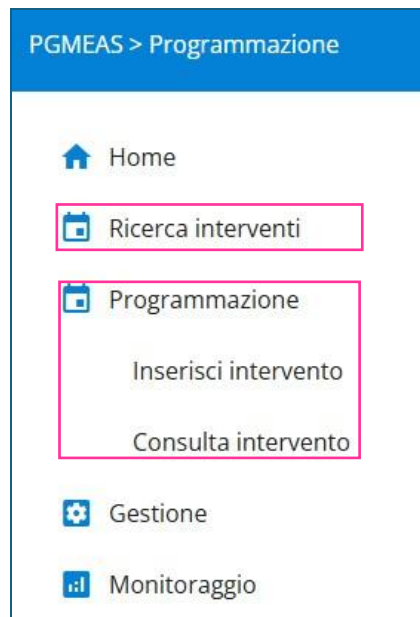 PGMEAS > Programmazione
Home
Ricerca interventi
Programmazione
Inserisci intervento
Consulta intervento
Gestione
Monitoraggio